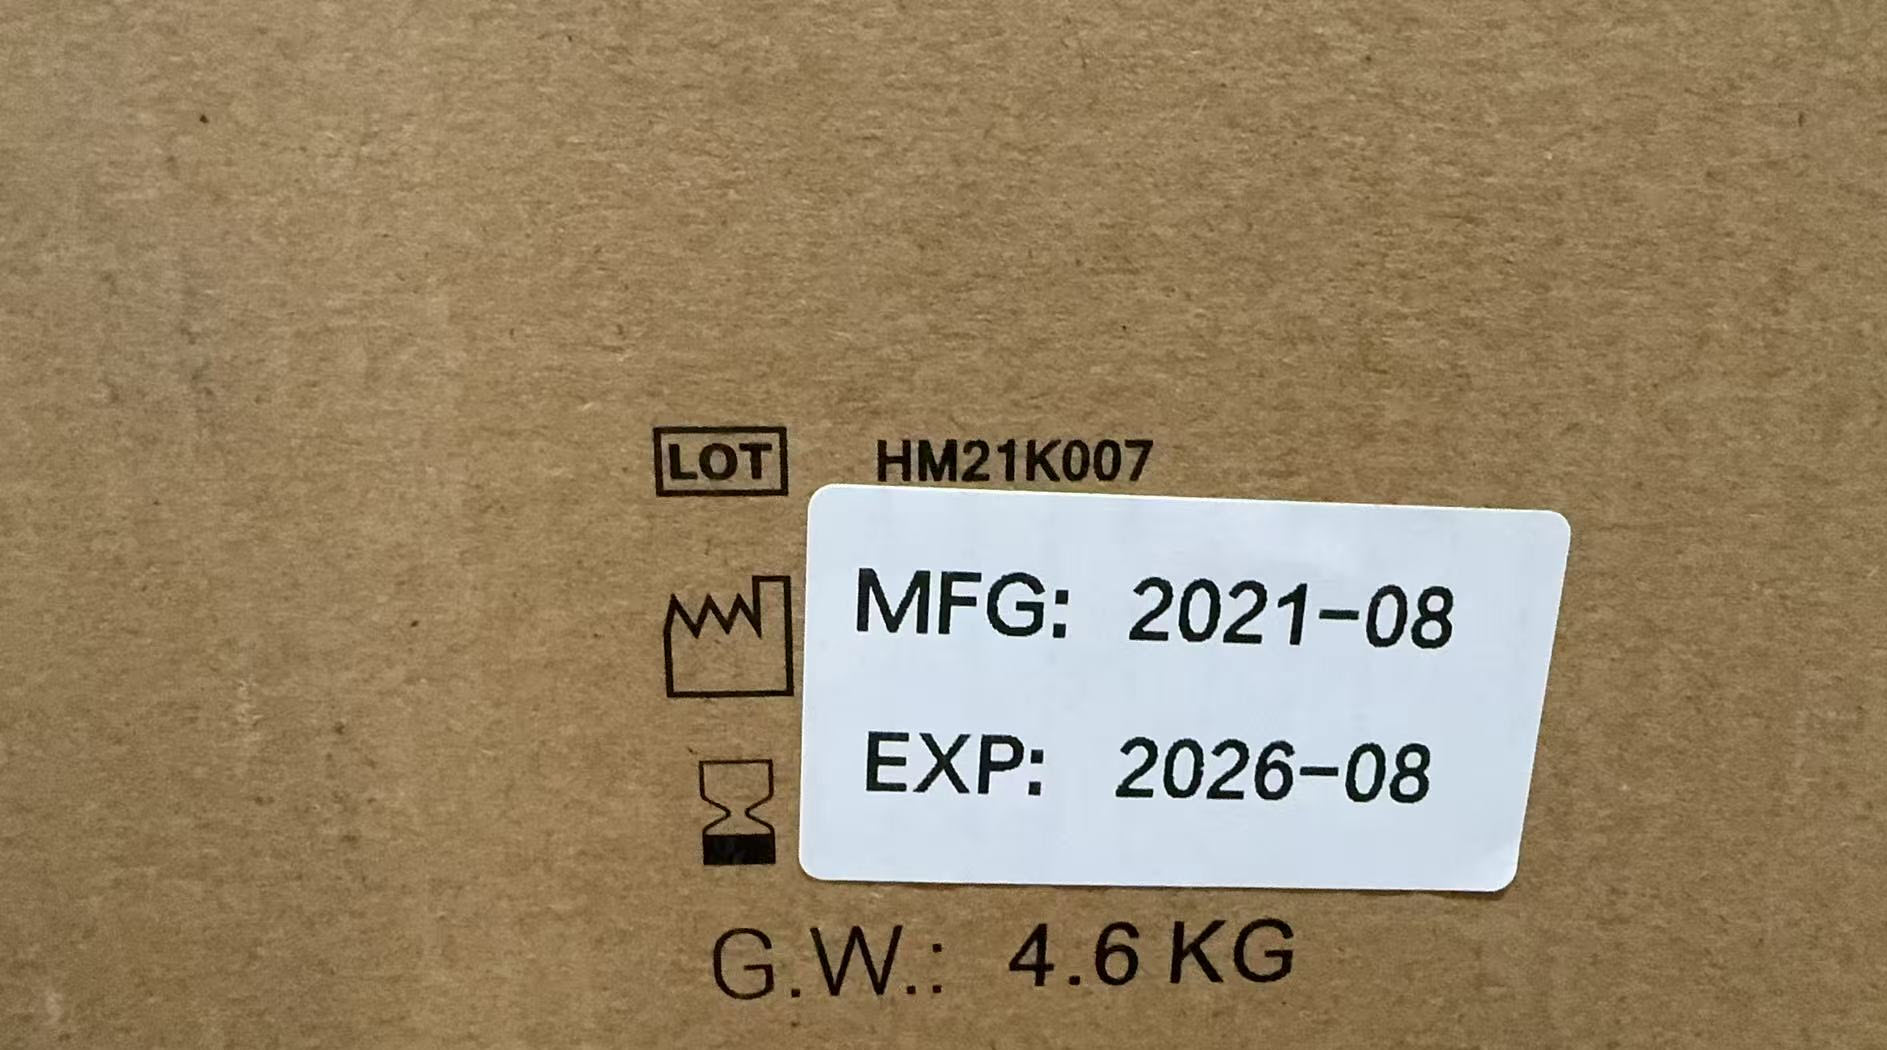 LOT HM21K007
MFG: 2021-08
EXP: 2026-08
G.W.: 4.6 KG